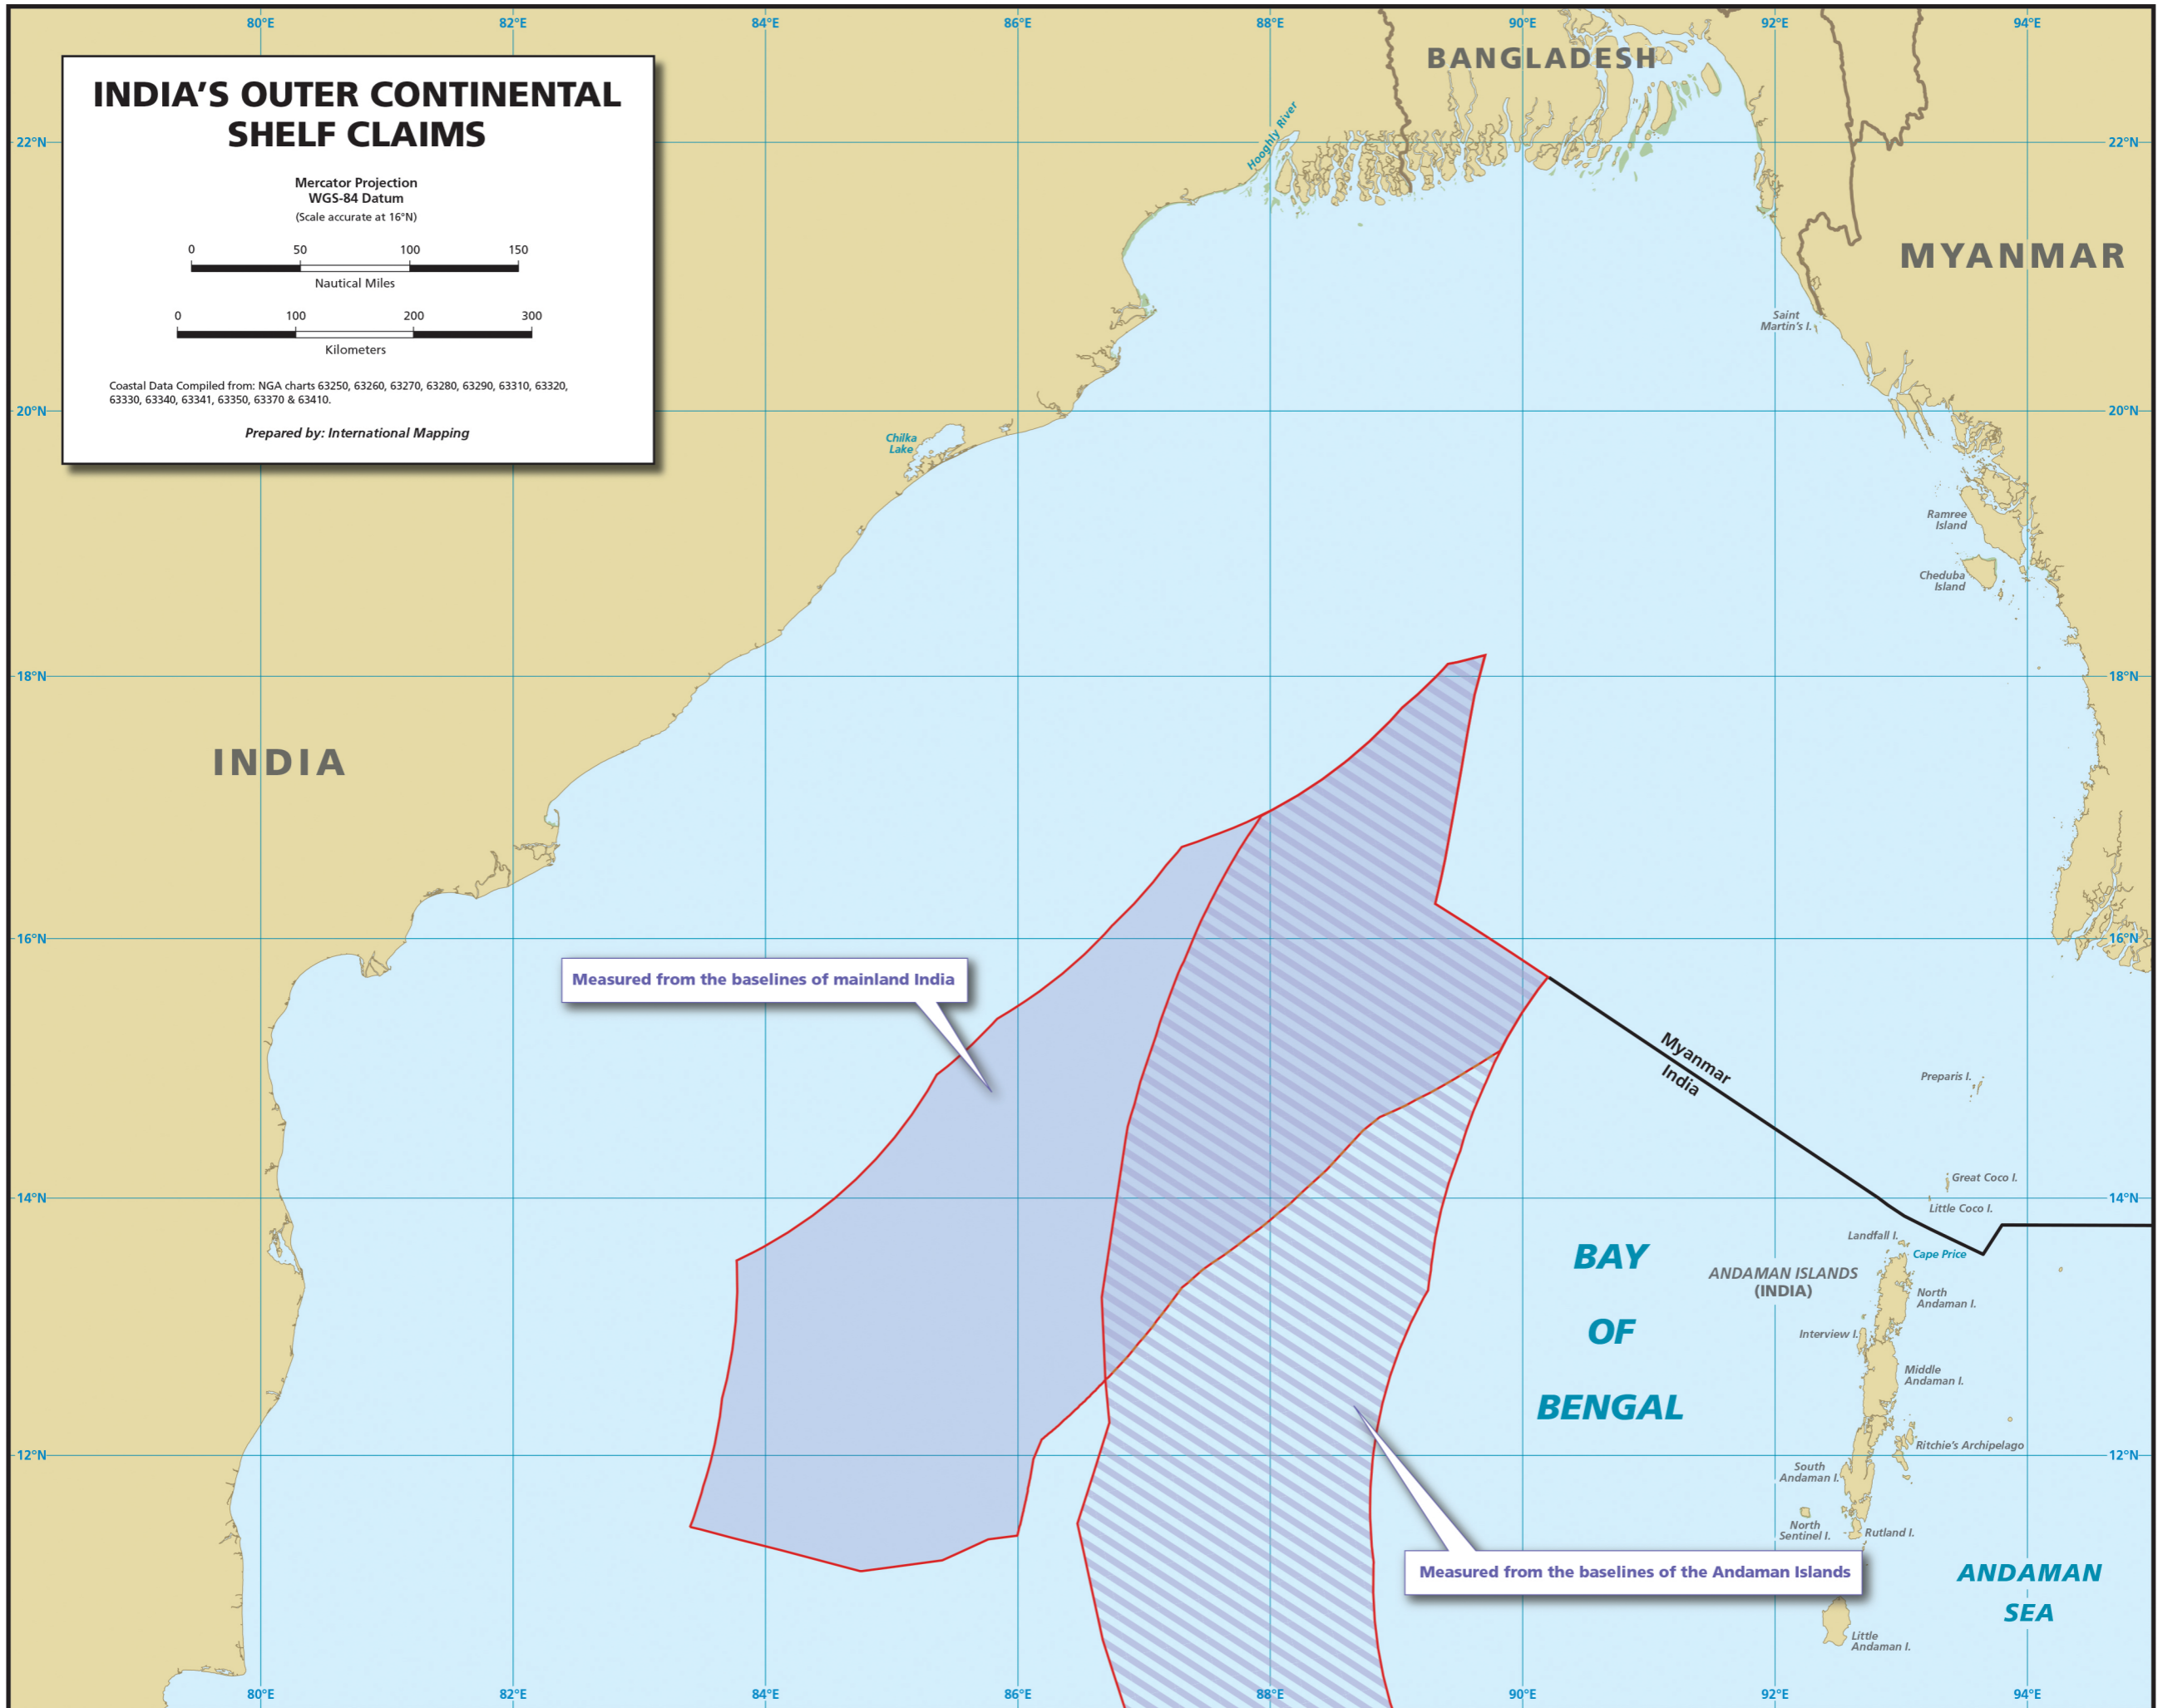 80°E 82°E 84°E 86°E 88°E 90°E 92°E 94°E
INDIA'S OUTER CONTINENTAL
SHELF CLAIMS
Mercator Projection
WGS-84 Datum
(Scale accurate at 16°N)
0 50 100 150
Nautical Miles
0 100 200 300
Kilometers
Coastal Data Compiled from: NGA charts 63250, 63260, 63270, 63280, 63290, 63310, 63320,
63330, 63340, 63341, 63350, 63370 & 63410.
Prepared by: International Mapping
BANGLADESH
Hooghly River
22°N 22°N
MYANMAR
Saint
Martin's I.
20°N 20°N
Chilka
Lake
Ramree
Island
Cheduba
Island
18°N 18°N
INDIA
16°N 16°N
Measured from the baselines of mainland India
Myanmar
India
Preparis I.
Great Coco I.
14°N 14°N
Little Coco I.
Landfall I.
Cape Price
BAY
OF
BENGAL
ANDAMAN ISLANDS
(INDIA)
North
Andaman I.
Interview I.
Middle
Andaman I.
Ritchie's Archipelago
12°N 12°N
South
Andaman I.
North
Sentinel I.
Rutland I.
Measured from the baselines of the Andaman Islands
ANDAMAN
SEA
Little
Andaman I.
80°E 82°E 84°E 86°E 88°E 90°E 92°E 94°E